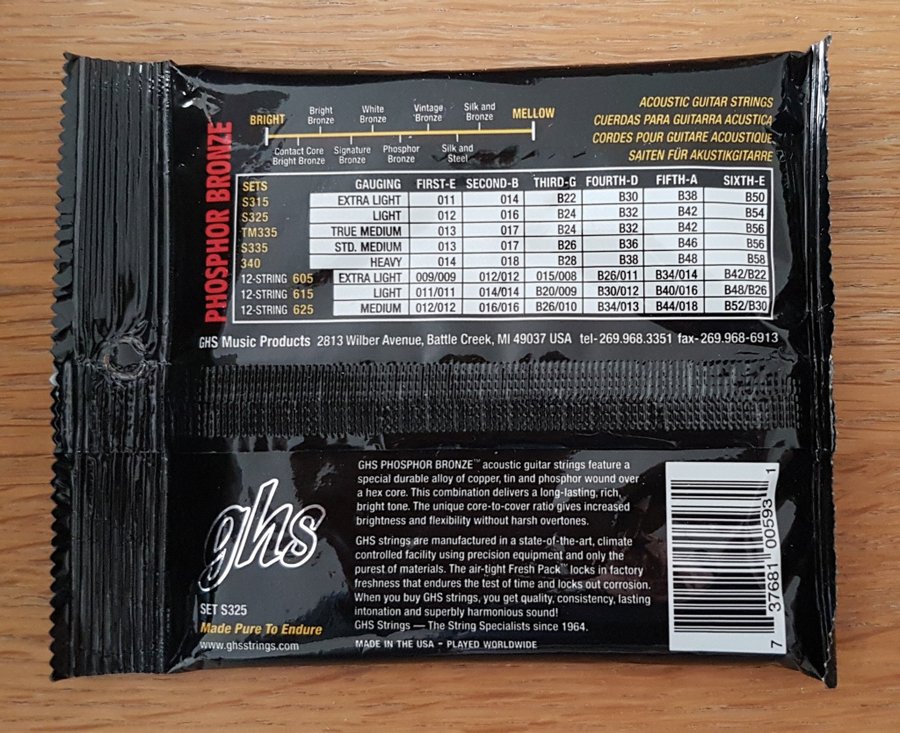 PHOSPHOR BRONZE
BRIGHT Bright Bronze White Bronze Vintage Bronze Silk and Bronze MELLOW
Contact Core Bright Bronze Signature Bronze Phosphor Bronze Silk and Steel
ACOUSTIC GUITAR STRINGS
CUERDAS PARA GUITARRA ACUSTICA
CORDES POUR GUITARE ACOUSTIQUE
SAITEN FÜR AKUSTIKGITARRE
SETS GAUGING FIRST-E SECOND-B THIRD-G FOURTH-D FIFTH-A SIXTH-E
S315 EXTRA LIGHT 011 014 B22 B30 B38 B50
S325 LIGHT 012 016 B24 B32 B42 B54
TM335 TRUE MEDIUM 013 017 B24 B32 B42 B56
S335 STD. MEDIUM 013 017 B26 B36 B46 B56
340 HEAVY 014 018 B28 B38 B48 B58
12-STRING 605 EXTRA LIGHT 009/009 012/012 015/008 B26/011 B34/014 B42/B22
12-STRING 615 LIGHT 011/011 014/014 B20/009 B30/012 B40/016 B48/B26
12-STRING 625 MEDIUM 012/012 016/016 B26/010 B34/013 B44/018 B52/B30
GHS Music Products 2813 Wilber Avenue, Battle Creek, MI 49037 USA tel-269.968.3351 fax-269.968-6913
GHS PHOSPHOR BRONZE™ acoustic guitar strings feature a
special durable alloy of copper, tin and phosphor wound over
a hex core. This combination delivers a long-lasting, rich,
bright tone. The unique core-to-cover ratio gives increased
brightness and flexibility without harsh overtones.
GHS strings are manufactured in a state-of-the-art, climate
controlled facility using precision equipment and only the
purest of materials. The air-tight Fresh Pack™ locks in factory
freshness that endures the test of time and locks out corrosion.
When you buy GHS strings, you get quality, consistency, lasting
intonation and superbly harmonious sound!
GHS Strings — The String Specialists since 1964.
MADE IN THE USA - PLAYED WORLDWIDE
ghs
SET S325
Made Pure To Endure
www.ghsstrings.com
7 37681 00593 1